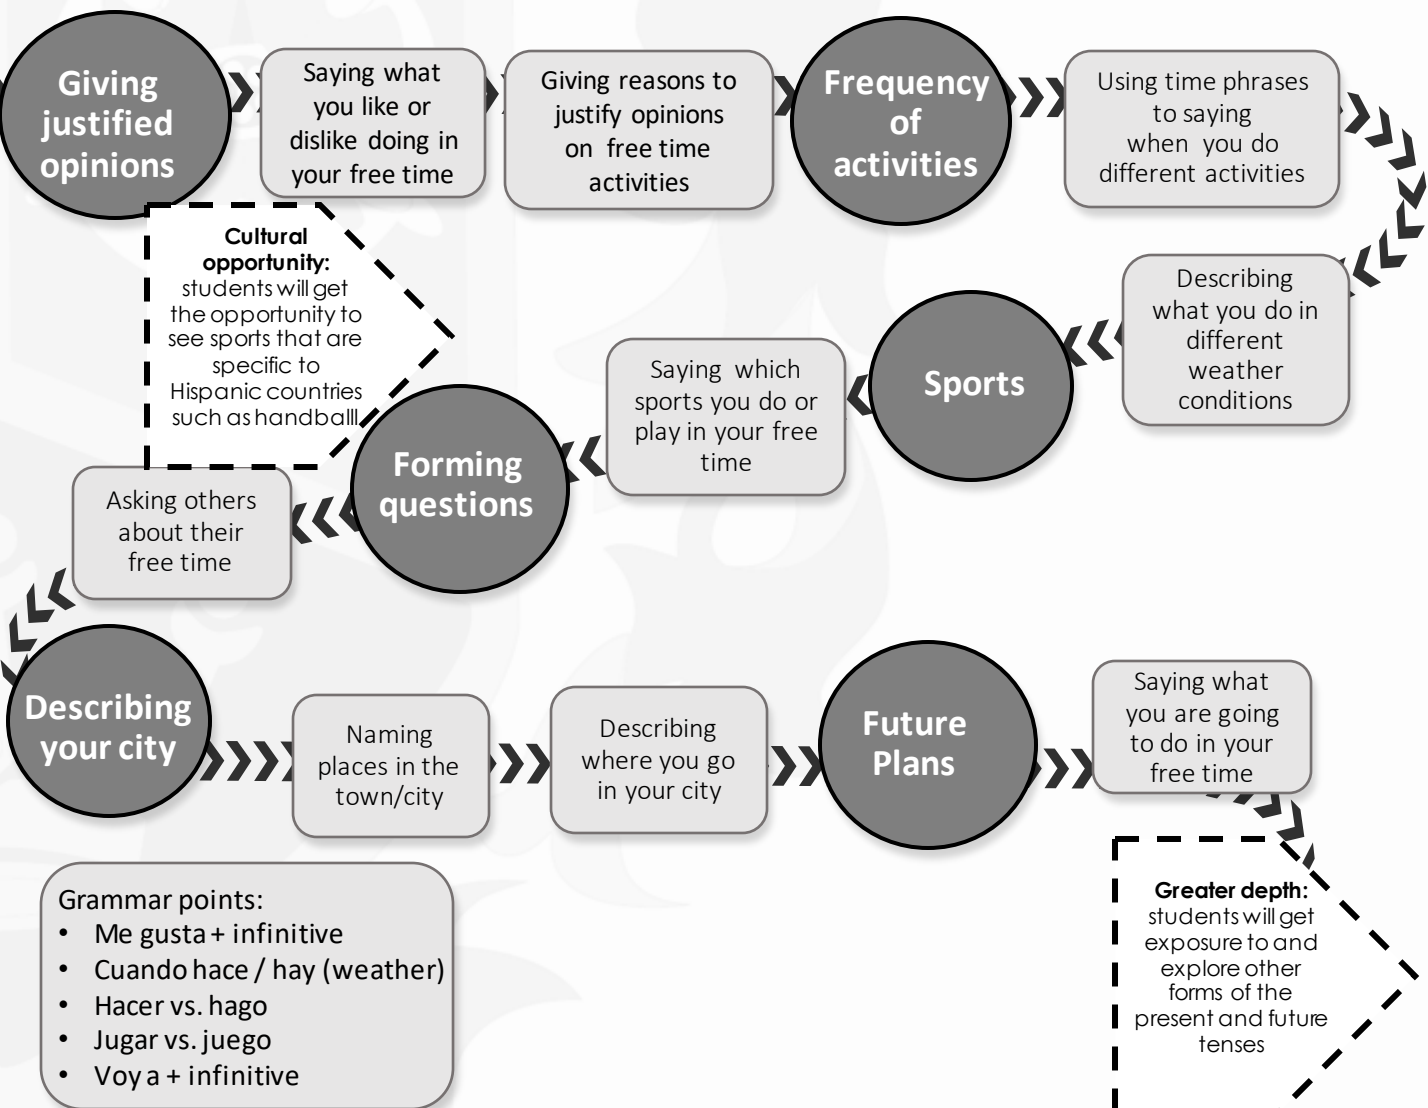 Giving
justified
opinions
Saying what
you like or
dislike doing in
your free time
Giving reasons to
justify opinions
on free time
activities
Frequency
of
activities
Using time phrases
to saying
when you do
different activities
Describing
what you do in
different
weather
conditions
Sports
Saying which
sports you do or
play in your free
time
Cultural
opportunity:
students will get
the opportunity to
see sports that are
specific to
Hispanic countries
such as handball!
Forming
questions
Asking others
about their
free time
Describing
your city
Naming
places in the
town/city
Describing
where you go
in your city
Future
Plans
Saying what
you are going
to do in your
free time
Greater depth:
students will get
exposure to and
explore other
forms of the
present and future
tenses
Grammar points:
• Me gusta + infinitive
• Cuando hace / hay (weather)
• Hacer vs. hago
• Jugar vs. juego
• Voy a + infinitive